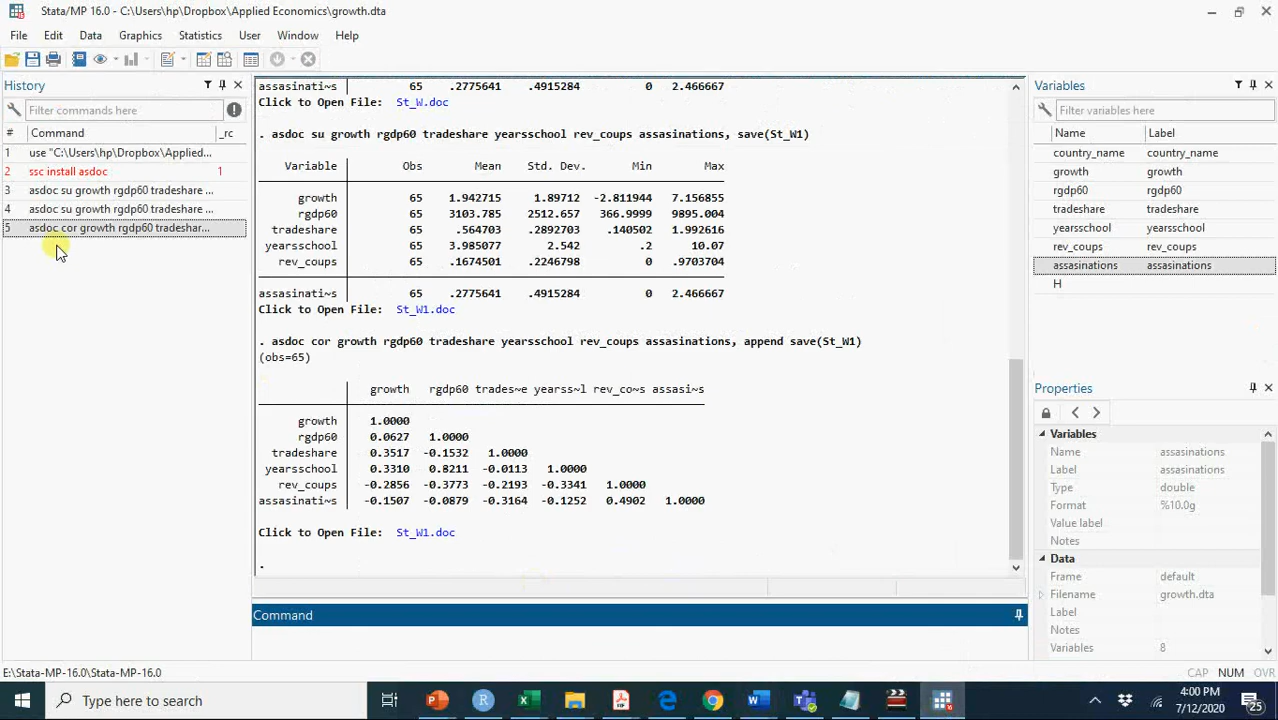 Stata/MP 16.0 - C:\Users\hp\Dropbox\Applied Economics\growth.dta
File Edit Data Graphics Statistics User Window Help
History
Filter commands here
# Command _rc
1 use "C:\Users\hp\Dropbox\Applied...
2 ssc install asdoc 1
3 asdoc su growth rgdp60 tradeshare ...
4 asdoc su growth rgdp60 tradeshare ...
5 asdoc cor growth rgdp60 tradeshar...
assasinati~s 65 .2775641 .4915284 0 2.466667
Click to Open File: St_W.doc
. asdoc su growth rgdp60 tradeshare yearsschool rev_coups assasinations, save(St_W1)
Variable Obs Mean Std. Dev. Min Max
growth 65 1.942715 1.89712 -2.811944 7.156855
rgdp60 65 3103.785 2512.657 366.9999 9895.004
tradeshare 65 .564703 .2892703 .140502 1.992616
yearsschool 65 3.985077 2.542 .2 10.07
rev_coups 65 .1674501 .2246798 0 .9703704
assasinati~s 65 .2775641 .4915284 0 2.466667
Click to Open File: St_W1.doc
. asdoc cor growth rgdp60 tradeshare yearsschool rev_coups assasinations, append save(St_W1)
(obs=65)
growth rgdp60 trades~e yearss~l rev_co~s assasi~s
growth 1.0000
rgdp60 0.0627 1.0000
tradeshare 0.3517 -0.1532 1.0000
yearsschool 0.3310 0.8211 -0.0113 1.0000
rev_coups -0.2856 -0.3773 -0.2193 -0.3341 1.0000
assasinati~s -0.1507 -0.0879 -0.3164 -0.1252 0.4902 1.0000
Click to Open File: St_W1.doc
.
Command
Variables
Filter variables here
Name Label
country_name country_name
growth growth
rgdp60 rgdp60
tradeshare tradeshare
yearsschool yearsschool
rev_coups rev_coups
assasinations assasinations
H
Properties
Variables
Name assasinations
Label assasinations
Type double
Format %10.0g
Value label
Notes
Data
Frame default
Filename growth.dta
Label
Notes
Variables 8
E:\Stata-MP-16.0\Stata-MP-16.0
CAP NUM OVR
Type here to search
4:00 PM
7/12/2020
25